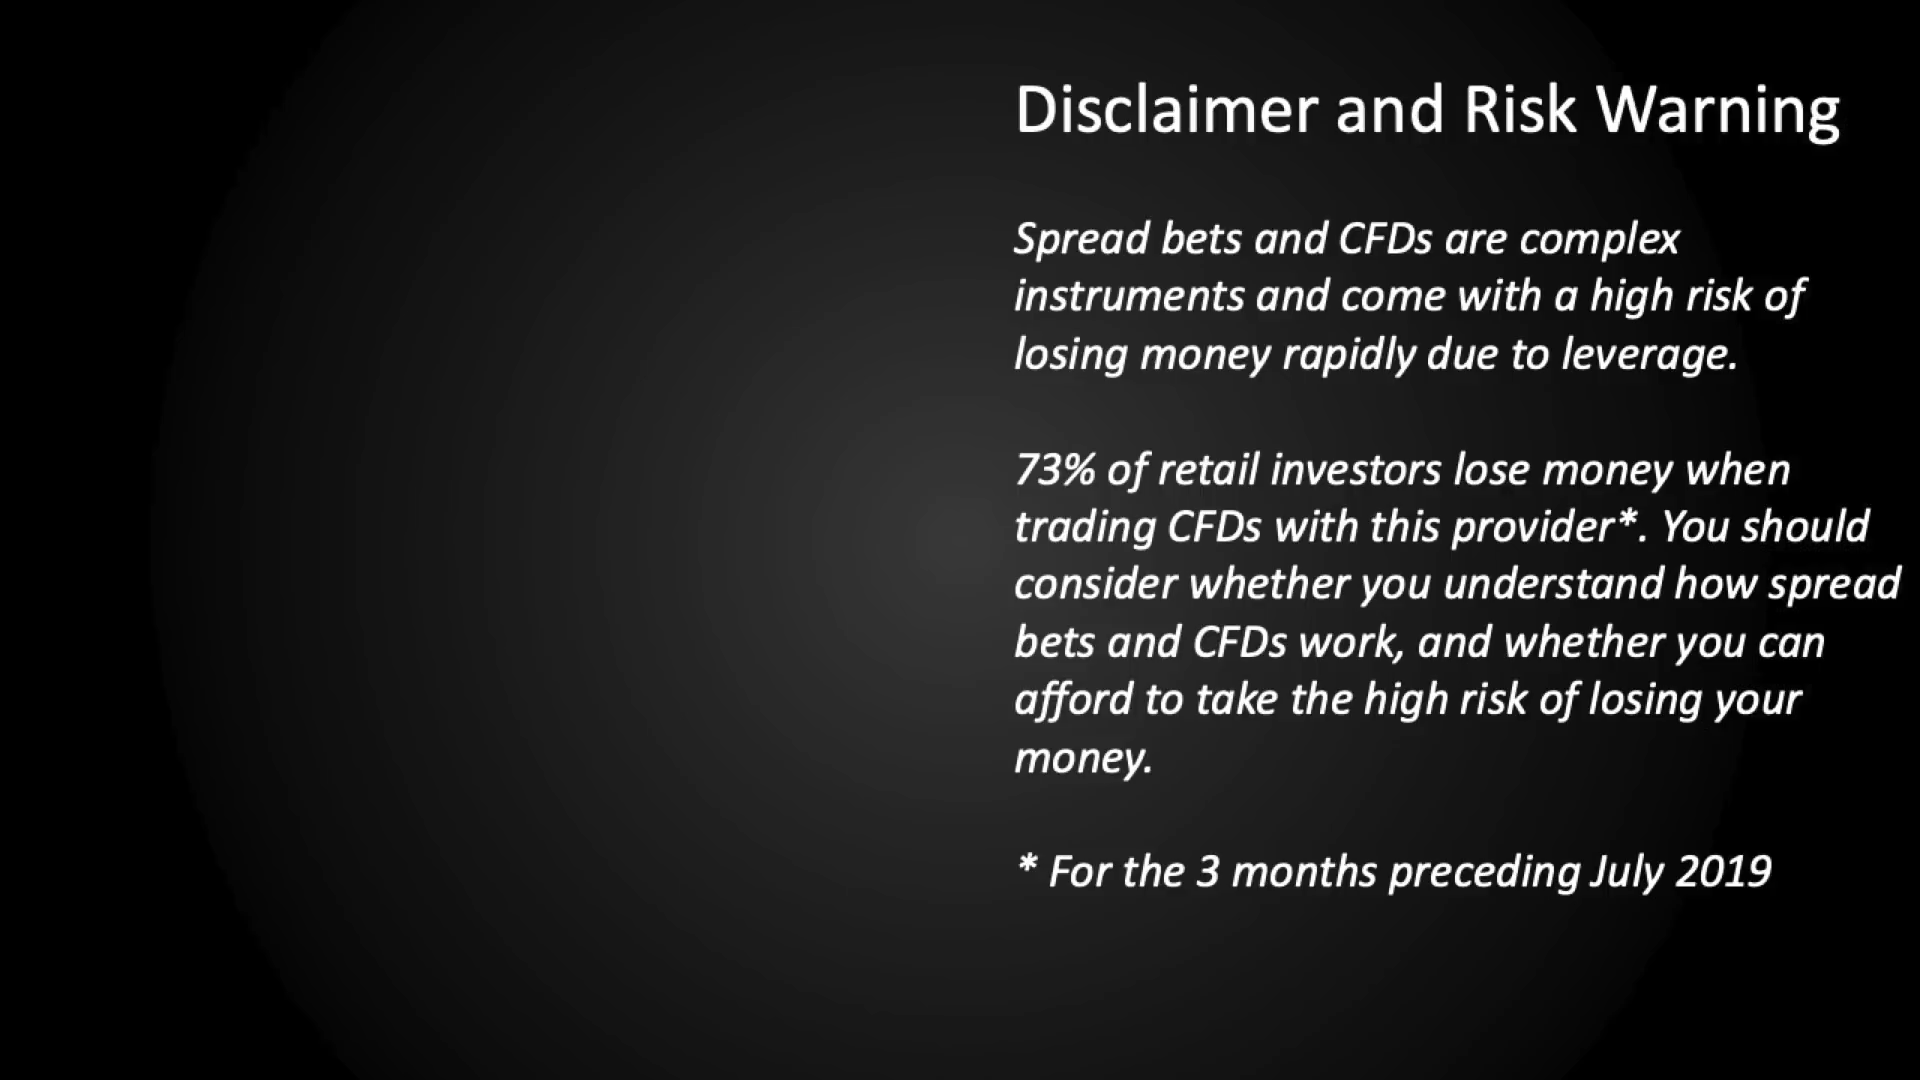 Disclaimer and Risk Warning
Spread bets and CFDs are complex
instruments and come with a high risk of
losing money rapidly due to leverage.
73% of retail investors lose money when
trading CFDs with this provider*. You should
consider whether you understand how spread
bets and CFDs work, and whether you can
afford to take the high risk of losing your
money.
* For the 3 months preceding July 2019